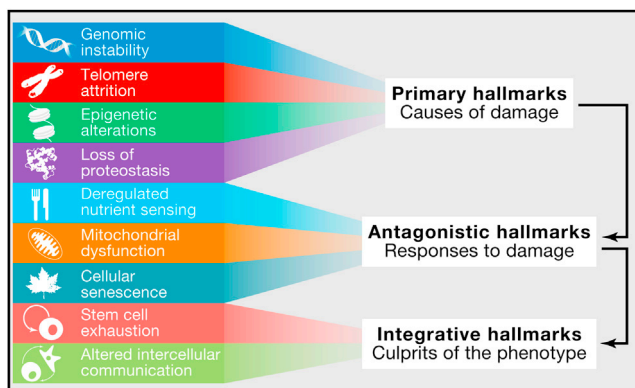 Genomic
instability
Telomere
attrition
Epigenetic
alterations
Loss of
proteostasis
Deregulated
nutrient sensing
Mitochondrial
dysfunction
Cellular
senescence
Stem cell
exhaustion
Altered intercellular
communication
Primary hallmarks
Causes of damage
Antagonistic hallmarks
Responses to damage
Integrative hallmarks
Culprits of the phenotype